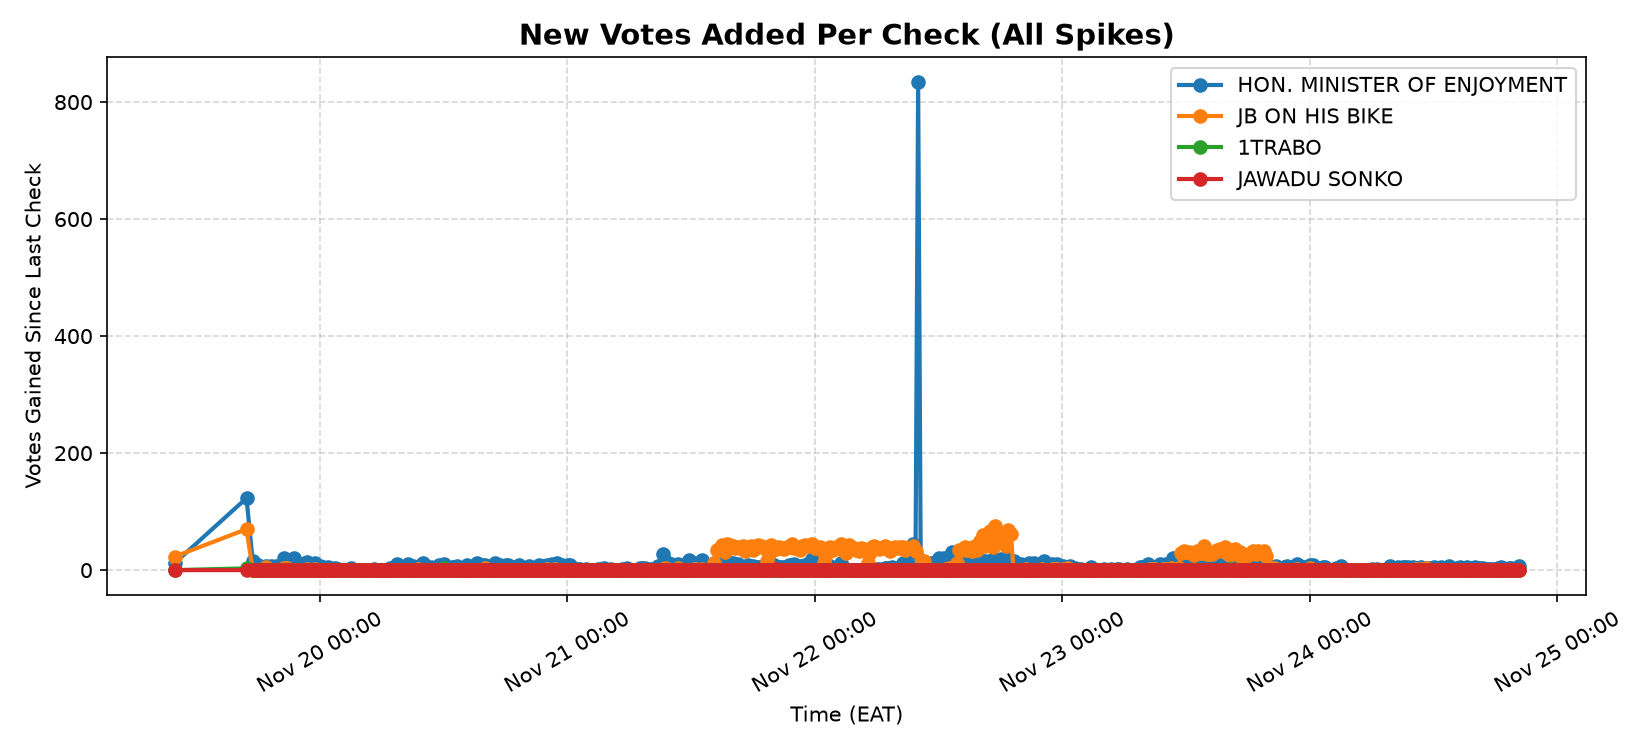 New Votes Added Per Check (All Spikes)
HON. MINISTER OF ENJOYMENT
JB ON HIS BIKE
1TRABO
JAWADU SONKO
Votes Gained Since Last Check
800
600
400
200
0
Nov 20 00:00
Nov 21 00:00
Nov 22 00:00
Nov 23 00:00
Nov 24 00:00
Nov 25 00:00
Time (EAT)